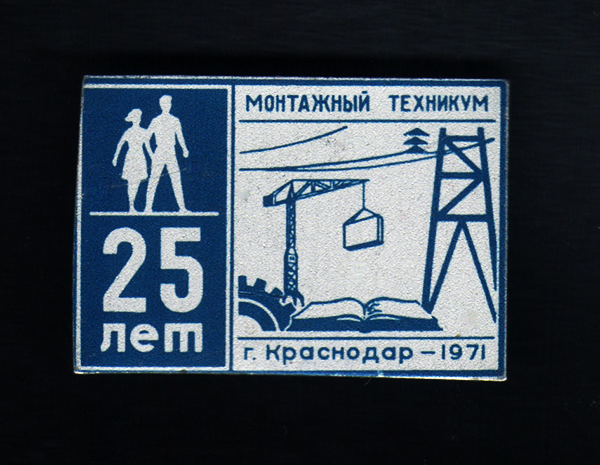 25
лет
МОНТАЖНЫЙ ТЕХНИКУМ
г. Краснодар – 1971